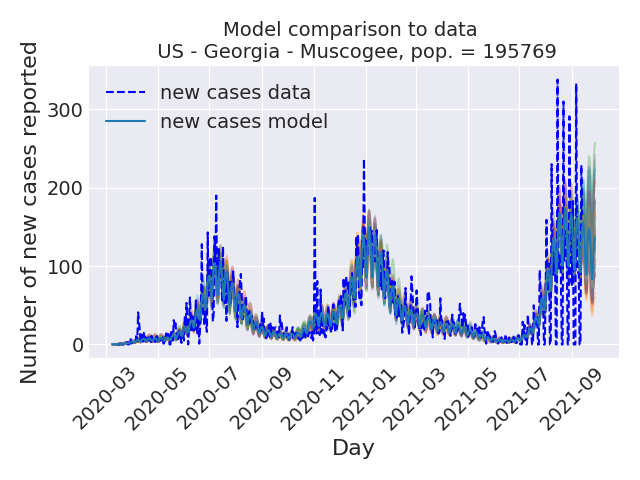 Model comparison to data
US - Georgia - Muscogee, pop. = 195769
Number of new cases reported
new cases data
new cases model
300
200
100
0
2020-03
2020-05
2020-07
2020-09
2020-11
2021-01
2021-03
2021-05
2021-07
2021-09
Day